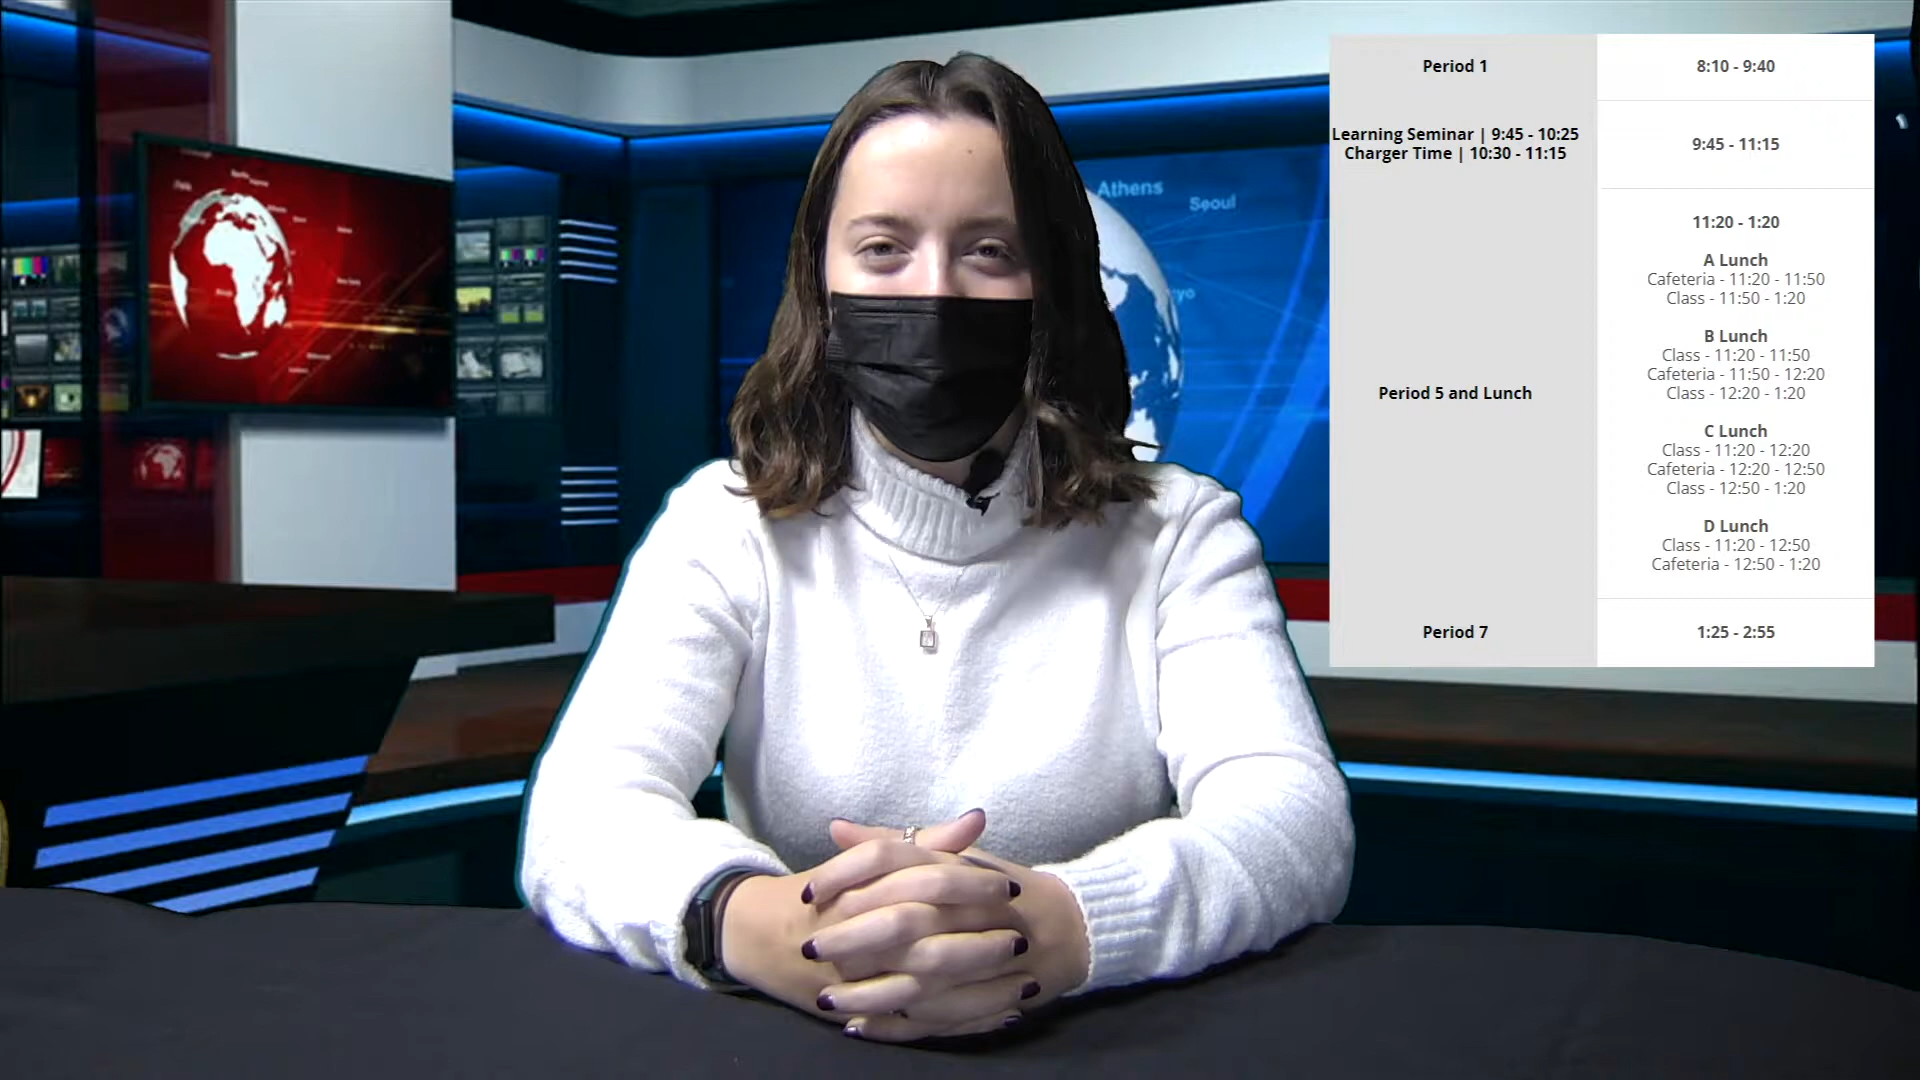 Period 1
8:10 - 9:40
Learning Seminar | 9:45 - 10:25
Charger Time | 10:30 - 11:15
9:45 - 11:15
Period 5 and Lunch
11:20 - 1:20
A Lunch
Cafeteria - 11:20 - 11:50
Class - 11:50 - 1:20
B Lunch
Class - 11:20 - 11:50
Cafeteria - 11:50 - 12:20
Class - 12:20 - 1:20
C Lunch
Class - 11:20 - 12:20
Cafeteria - 12:20 - 12:50
Class - 12:50 - 1:20
D Lunch
Class - 11:20 - 12:50
Cafeteria - 12:50 - 1:20
Period 7
1:25 - 2:55
Athens
Seoul